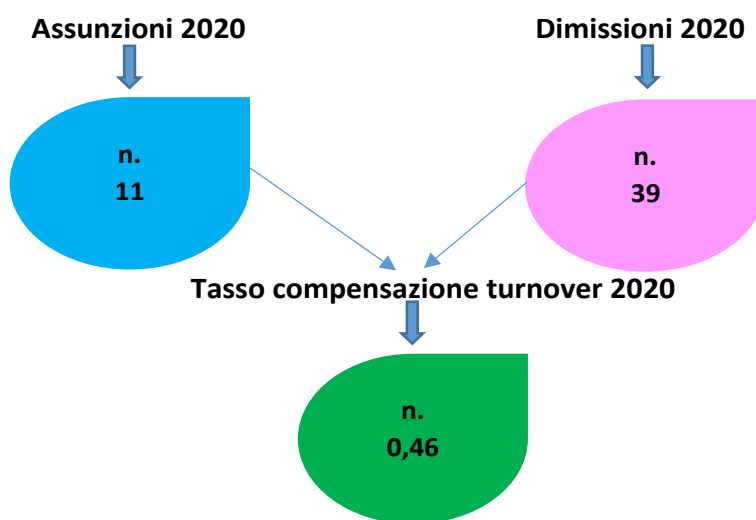 Assunzioni 2020
Dimissioni 2020
n.
11
n.
39
Tasso compensazione turnover 2020
n.
0,46